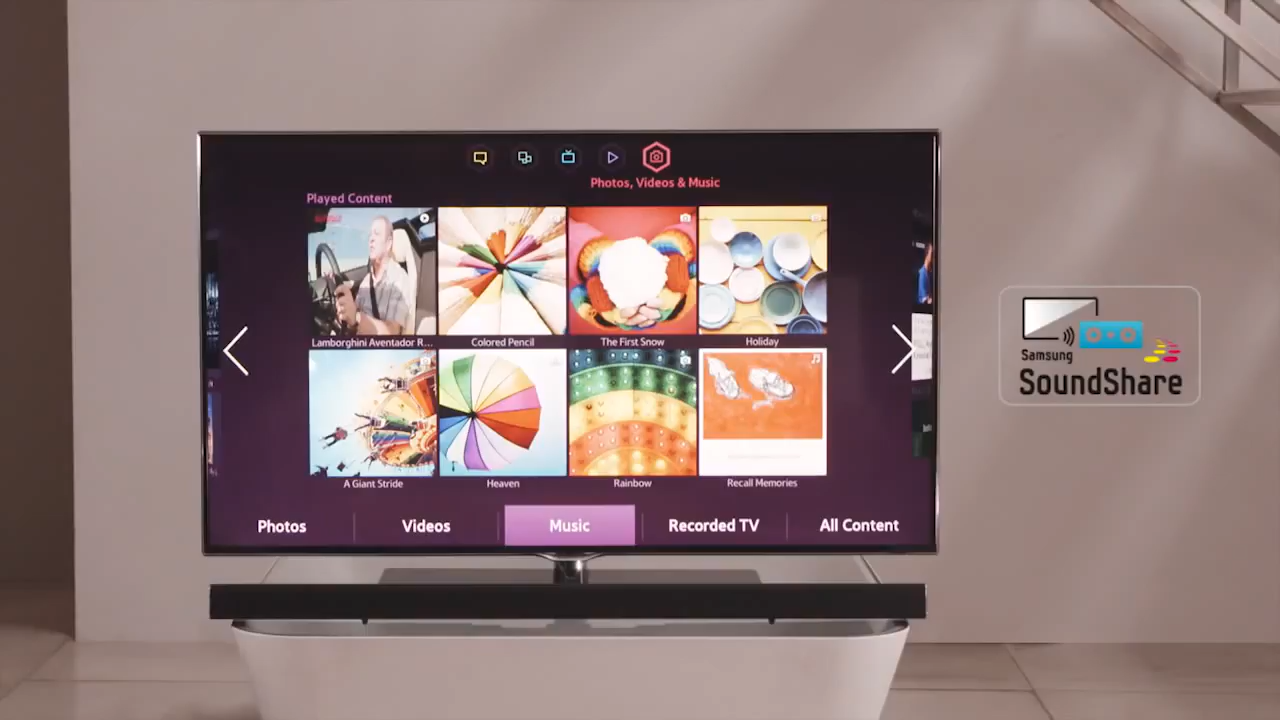 Photos, Videos & Music
Played Content
Lamborghini Aventador R...
Colored Pencil
The First Snow
Holiday
A Giant Stride
Heaven
Rainbow
Recall Memories
Photos
Videos
Music
Recorded TV
All Content
Samsung
SoundShare